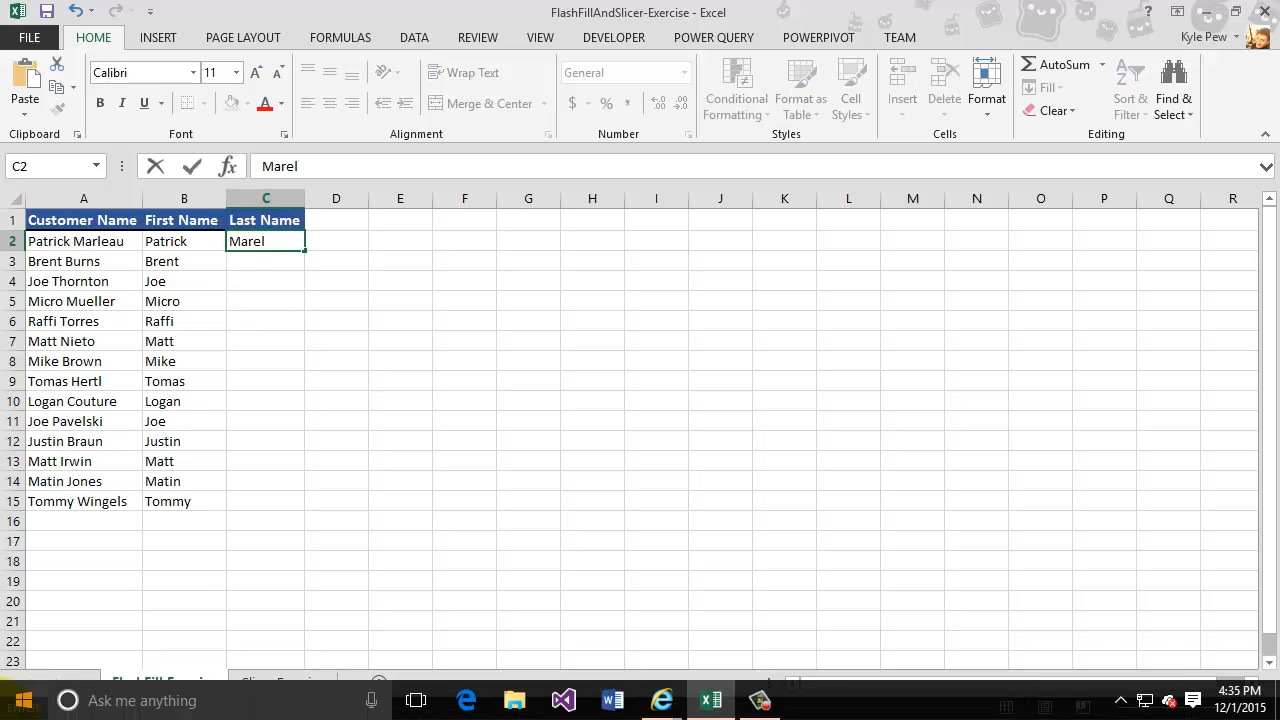 FlashFillAndSlicer-Exercise - Excel
FILE HOME INSERT PAGE LAYOUT FORMULAS DATA REVIEW VIEW DEVELOPER POWER QUERY POWERPIVOT TEAM Kyle Pew
Calibri 11 Wrap Text General AutoSum
Paste B I U A Merge & Center $ % Conditional Formatting Format as Table Cell Styles Insert Delete Format Fill Clear Sort & Filter Find & Select
Clipboard Font Alignment Number Styles Cells Editing
C2 fx Marel
A B C D E F G H I J K L M N O P Q R
1 Customer Name First Name Last Name
2 Patrick Marleau Patrick Marel
3 Brent Burns Brent
4 Joe Thornton Joe
5 Micro Mueller Micro
6 Raffi Torres Raffi
7 Matt Nieto Matt
8 Mike Brown Mike
9 Tomas Hertl Tomas
10 Logan Couture Logan
11 Joe Pavelski Joe
12 Justin Braun Justin
13 Matt Irwin Matt
14 Matin Jones Matin
15 Tommy Wingels Tommy
16
17
18
19
20
21
22
23
Ask me anything 4:35 PM
12/1/2015